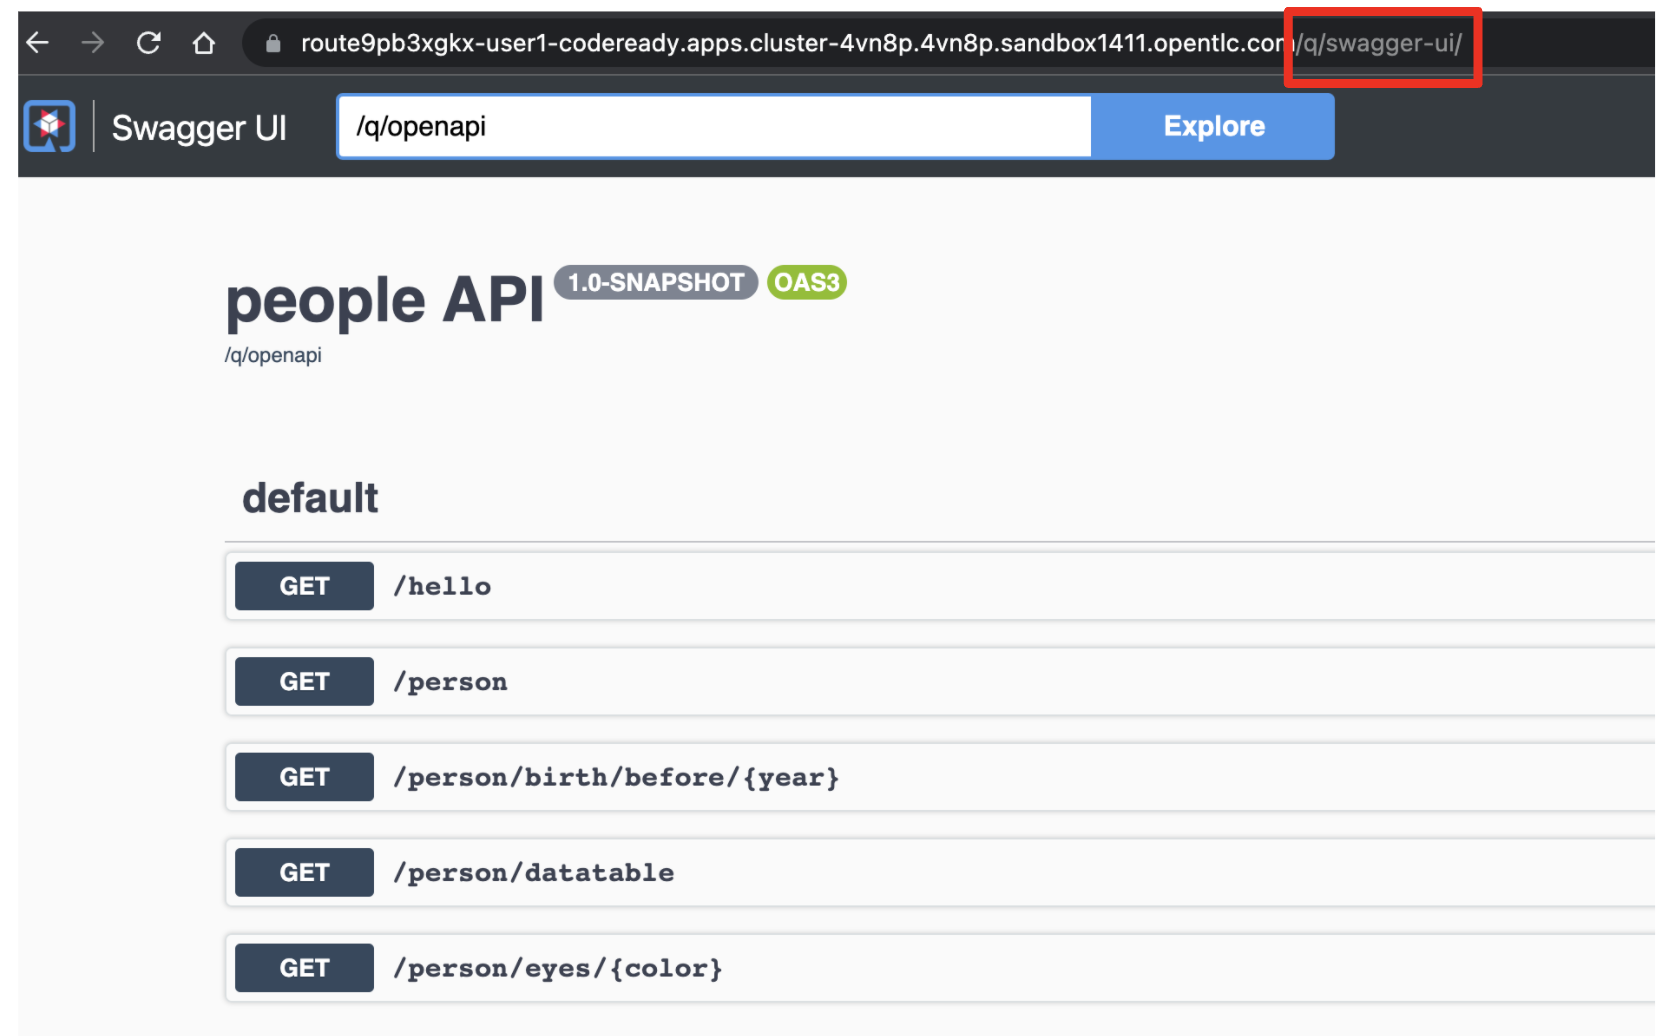 route9pb3xgkx-user1-codeready.apps.cluster-4vn8p.4vn8p.sandbox1411.opentlc.com/q/swagger-ui/
Swagger UI /q/openapi Explore
people API 1.0-SNAPSHOT OAS3
/q/openapi
default
GET /hello
GET /person
GET /person/birth/before/{year}
GET /person/datatable
GET /person/eyes/{color}